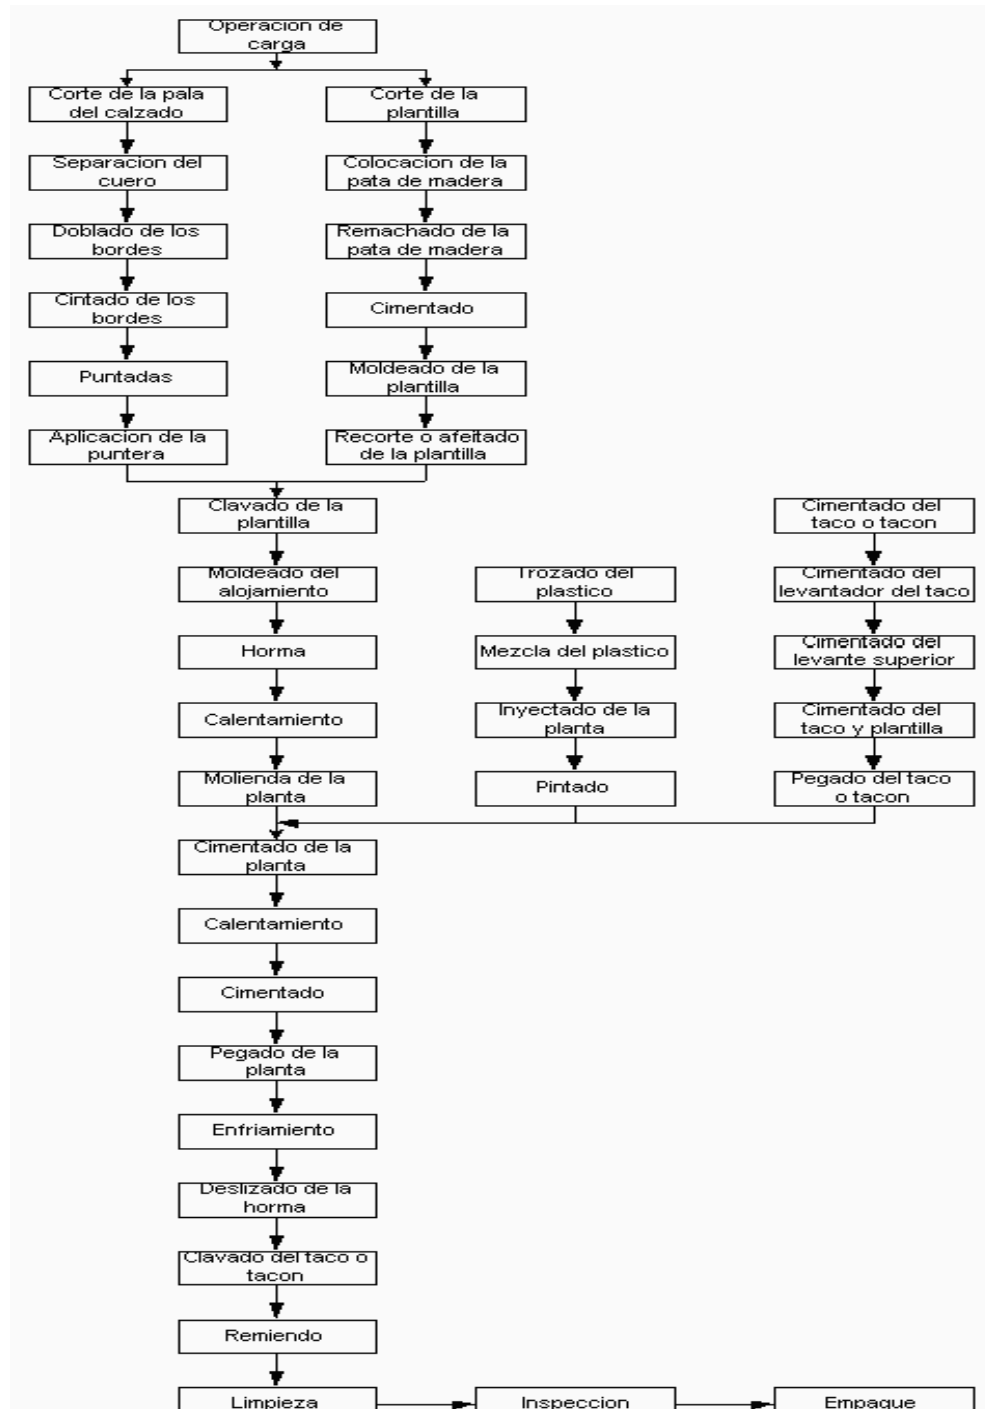 Operacion de
carga
Corte de la pala
del calzado
Corte de la
plantilla
Separacion del
cuero
Colocacion de la
pata de madera
Doblado de los
bordes
Remachado de la
pata de madera
Cintado de los
bordes
Cimentado
Puntadas
Moldeado de la
plantilla
Aplicacion de la
puntera
Recorte o afeitado
de la plantilla
Clavado de la
plantilla
Cimentado del
taco o tacon
Moldeado del
alojamiento
Trozado del
plastico
Cimentado del
levantador del taco
Horma
Mezcla del plastico
Cimentado del
levante superior
Calentamiento
Inyectado de la
planta
Cimentado del
taco y plantilla
Molienda de la
planta
Pintado
Pegado del taco
o tacon
Cimentado de la
planta
Calentamiento
Cimentado
Pegado de la
planta
Enfriamiento
Deslizado de la
horma
Clavado del taco o
tacon
Remiendo
Limpieza
Inspeccion
Empaque